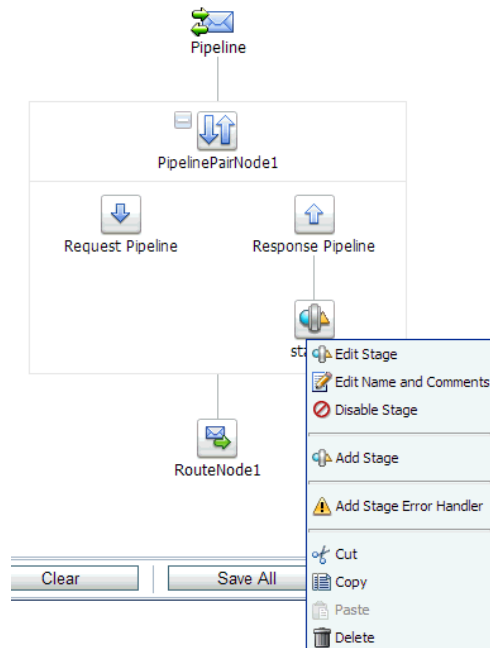 Pipeline
PipelinePairNode1
Request Pipeline
Response Pipeline
Edit Stage
Edit Name and Comments
Disable Stage
RouteNode1
Add Stage
Add Stage Error Handler
Cut
Clear
Save All
Copy
Paste
Delete